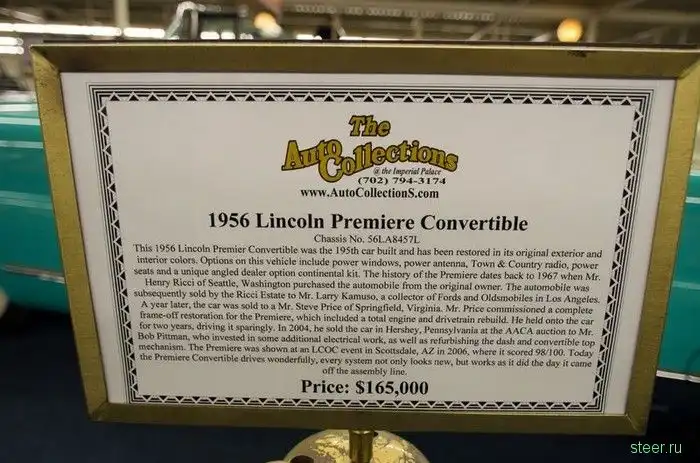 The
Auto Collections
@ the Imperial Palace
(702) 794-3174
www.AutoCollectionS.com
1956 Lincoln Premiere Convertible
Chassis No. 56LA8457L
This 1956 Lincoln Premier Convertible was the 195th car built and has been restored in its original exterior and
interior colors. Options on this vehicle include power windows, power antenna, Town & Country radio, power
seats and a unique angled dealer option continental kit. The history of the Premiere dates back to 1967 when Mr.
Henry Ricci of Seattle, Washington purchased the automobile from the original owner. The automobile was
subsequently sold by the Ricci Estate to Mr. Larry Kamuso, a collector of Fords and Oldsmobiles in Los Angeles.
A year later, the car was sold to a Mr. Steve Price of Springfield, Virginia. Mr. Price commissioned a complete
frame-off restoration for the Premiere, which included a total engine and drivetrain rebuild. He held onto the car
for two years, driving it sparingly. In 2004, he sold the car in Hershey, Pennsylvania at the AACA auction to Mr.
Bob Pittman, who invested in some additional electrical work, as well as refurbishing the dash and convertible top
mechanism. The Premiere was shown at an LCOC event in Scottsdale, AZ in 2006, where it scored 98/100. Today
the Premiere Convertible drives wonderfully, every system not only looks new, but works as it did the day it came
off the assembly line.
Price: $165,000
steer.ru